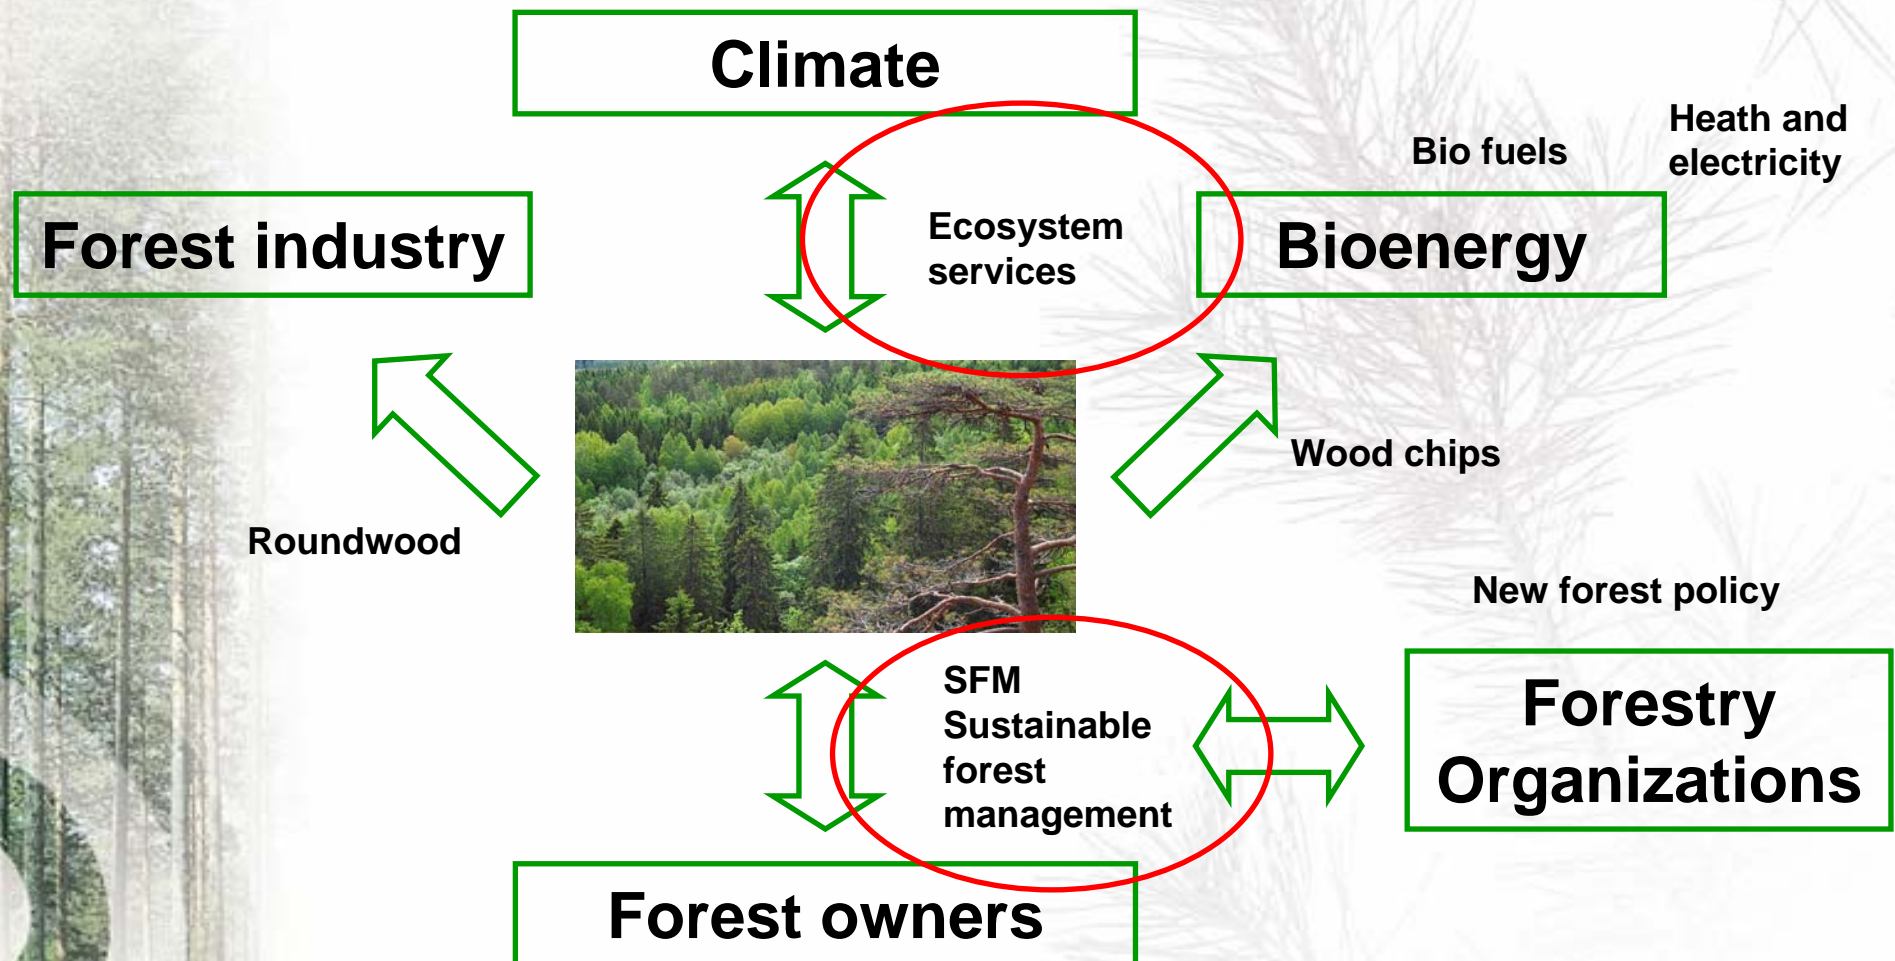 Climate
Heath and
electricity
Bio fuels
Forest industry
Ecosystem
services
Bioenergy
Wood chips
Roundwood
New forest policy
SFM
Sustainable
forest
management
Forestry
Organizations
Forest owners